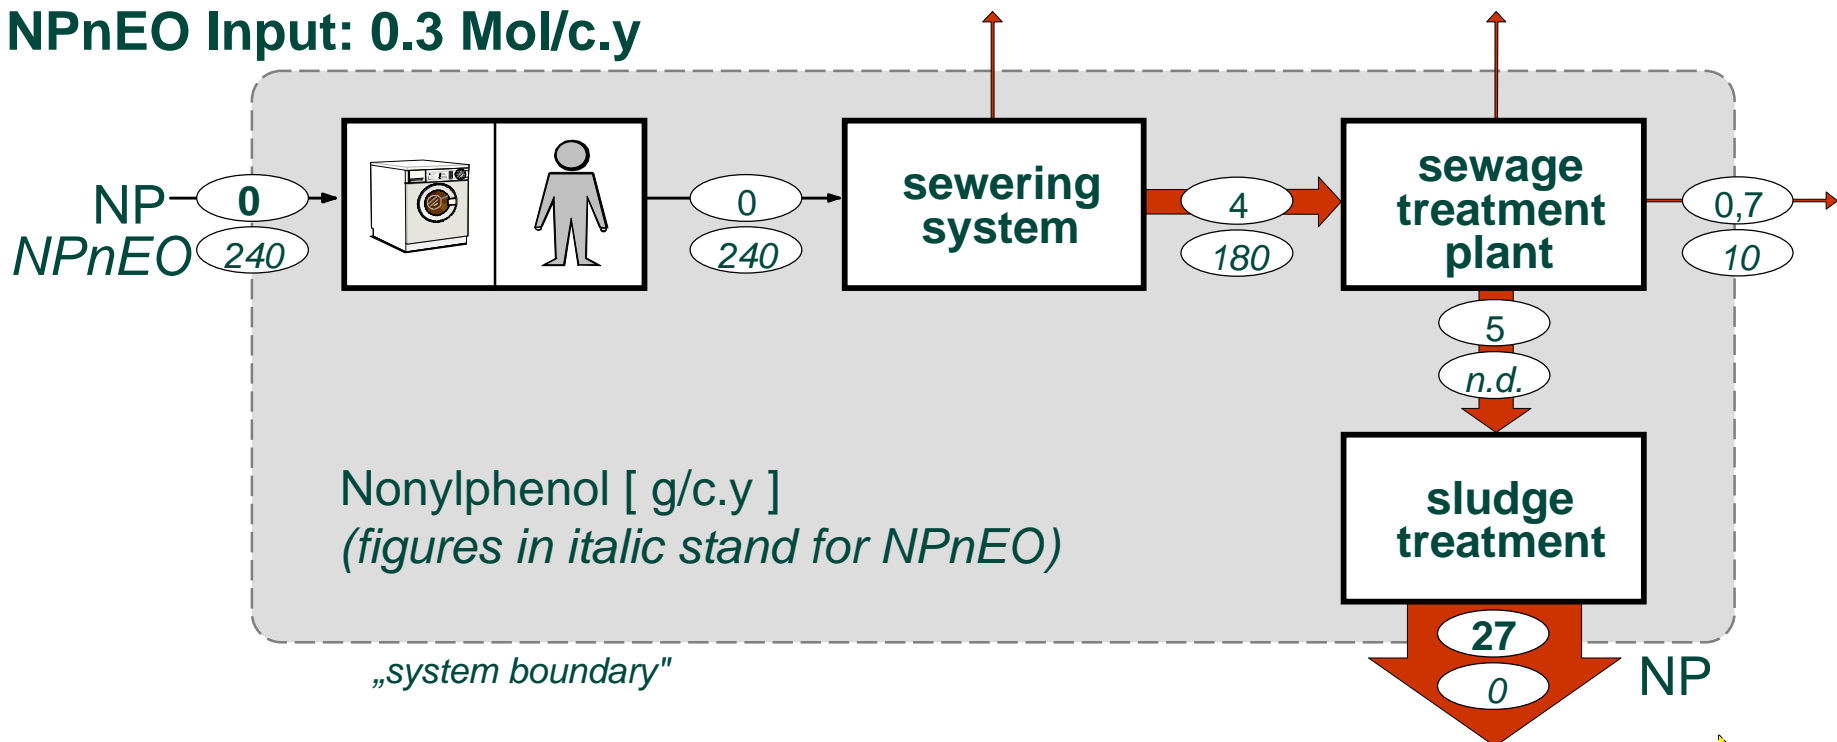 NPnEO Input: 0.3 Mol/c.y
NP
0
0
sewering
system
4
sewage
treatment
plant
0,7
NPnEO
240
240
180
10
5
n.d.
Nonylphenol [ g/c.y ]
(figures in italic stand for NPnEO)
sludge
treatment
27
0
NP
„system boundary"